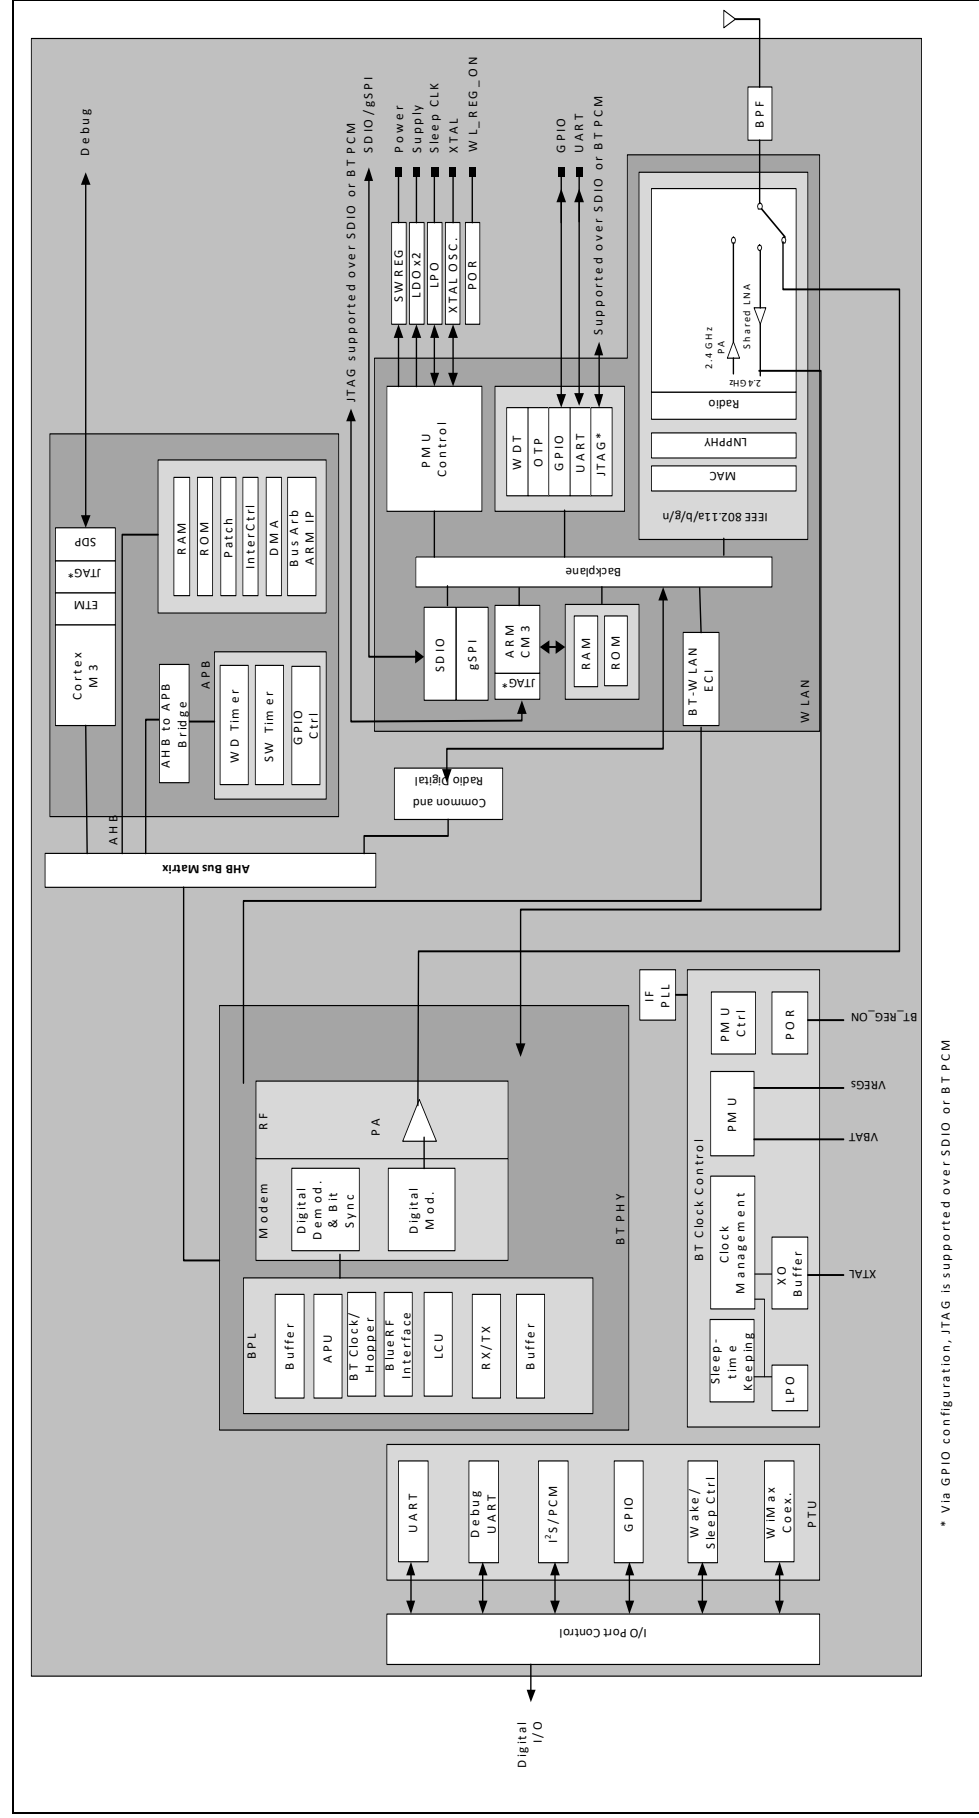 Debug
JTAG supported over SDIO or BT PCM
SDIO/gSPI
Power
Supply
Sleep CLK
XTAL
WL_REG_ON
GPIO
UART
Supported over SDIO or BT PCM
BPF
SWREG
LDOx2
LPO
XTAL OSC.
POR
SDP
JTAG*
ETM
Cortex
M3
RAM
ROM
Patch
InterCtrl
DMA
Bus Arb
ARM IP
AHB to APB
Bridge
APB
WD Timer
SW Timer
GPIO
Ctrl
AHB
AHB Bus Matrix
PMU
Control
WDT
OTP
GPIO
UART
JTAG*
2.4 GHz
PA
Shared LNA
2.4 GHz
Radio
LNPPHY
MAC
IEEE 802.11a/b/g/n
Backplane
SDIO
gSPI
ARM
CM3
JTAG*
RAM
ROM
BT-WLAN
ECI
WLAN
Common and
Radio Digital
RF
PA
Modem
Digital
Demod.
& Bit
Sync
Digital
Mod.
BT PHY
BPL
Buffer
APU
BT Clock/
Hopper
BlueRF
Interface
LCU
RX/TX
Buffer
IF
PLL
BT Clock Control
PMU
Ctrl
POR
PMU
Clock
Management
XO
Buffer
Sleep-
time
Keeping
LPO
BT_REG_ON
VREGs
VBAT
XTAL
UART
Debug
UART
I²S/PCM
GPIO
Wake/
Sleep Ctrl
WiMax
Coex.
PTU
I/O Port Control
Digital
I/O
* Via GPIO configuration, JTAG is supported over SDIO or BT PCM